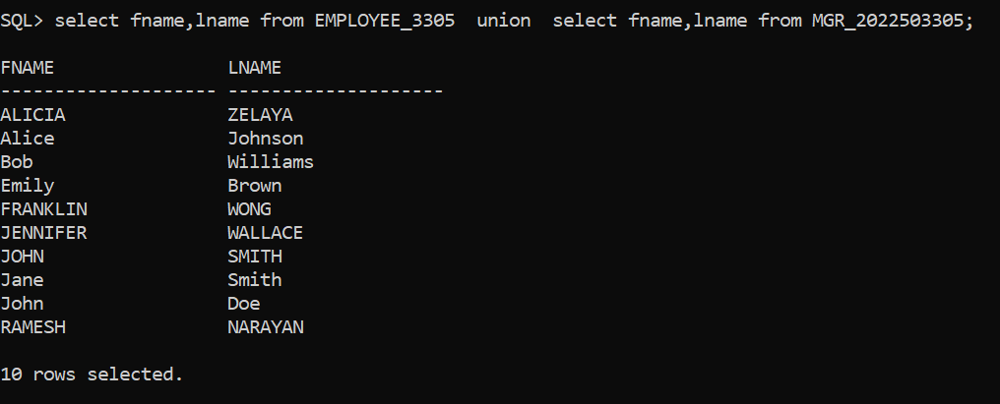 SQL> select fname,lname from EMPLOYEE_3305  union  select fname,lname from MGR_2022503305;
FNAME                LNAME
-------------------- --------------------
ALICIA               ZELAYA
Alice                Johnson
Bob                  Williams
Emily                Brown
FRANKLIN             WONG
JENNIFER             WALLACE
JOHN                 SMITH
Jane                 Smith
John                 Doe
RAMESH               NARAYAN
10 rows selected.